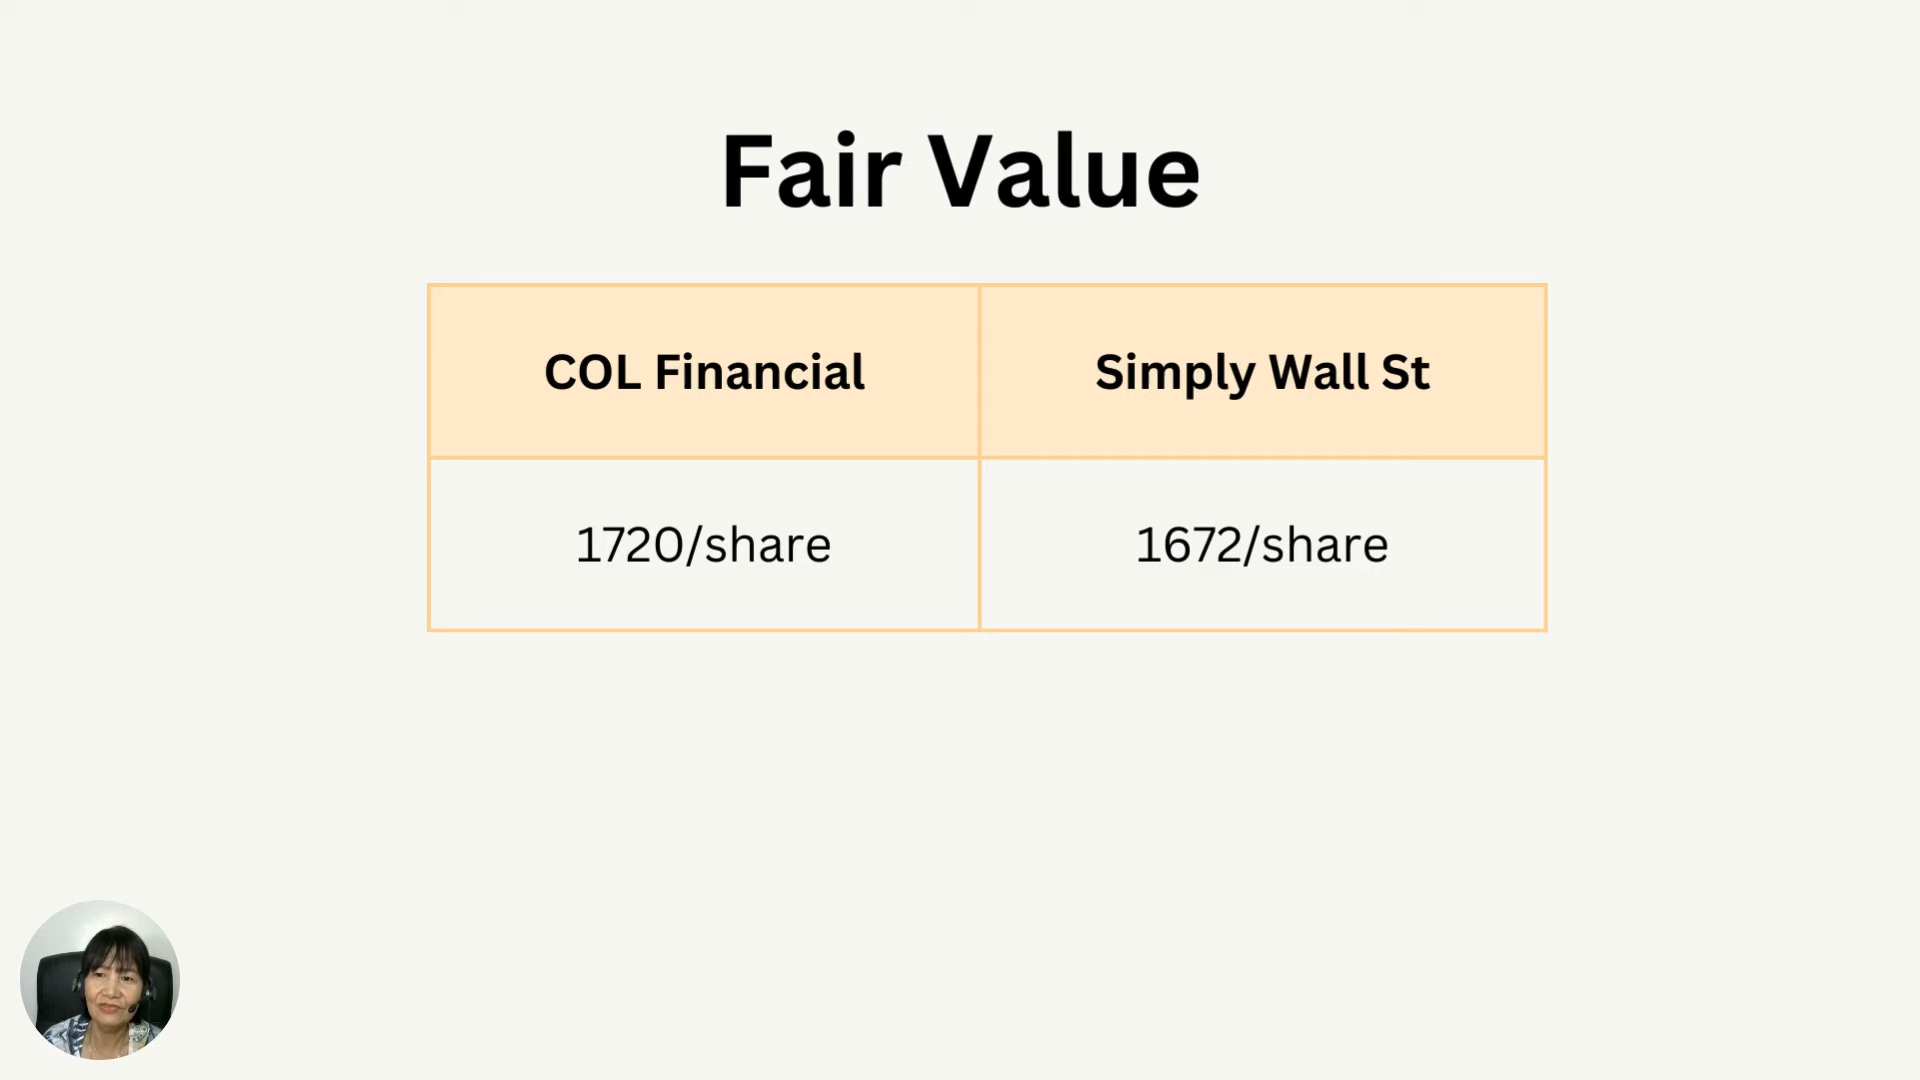 Fair Value
COL Financial
Simply Wall St
1720/share
1672/share